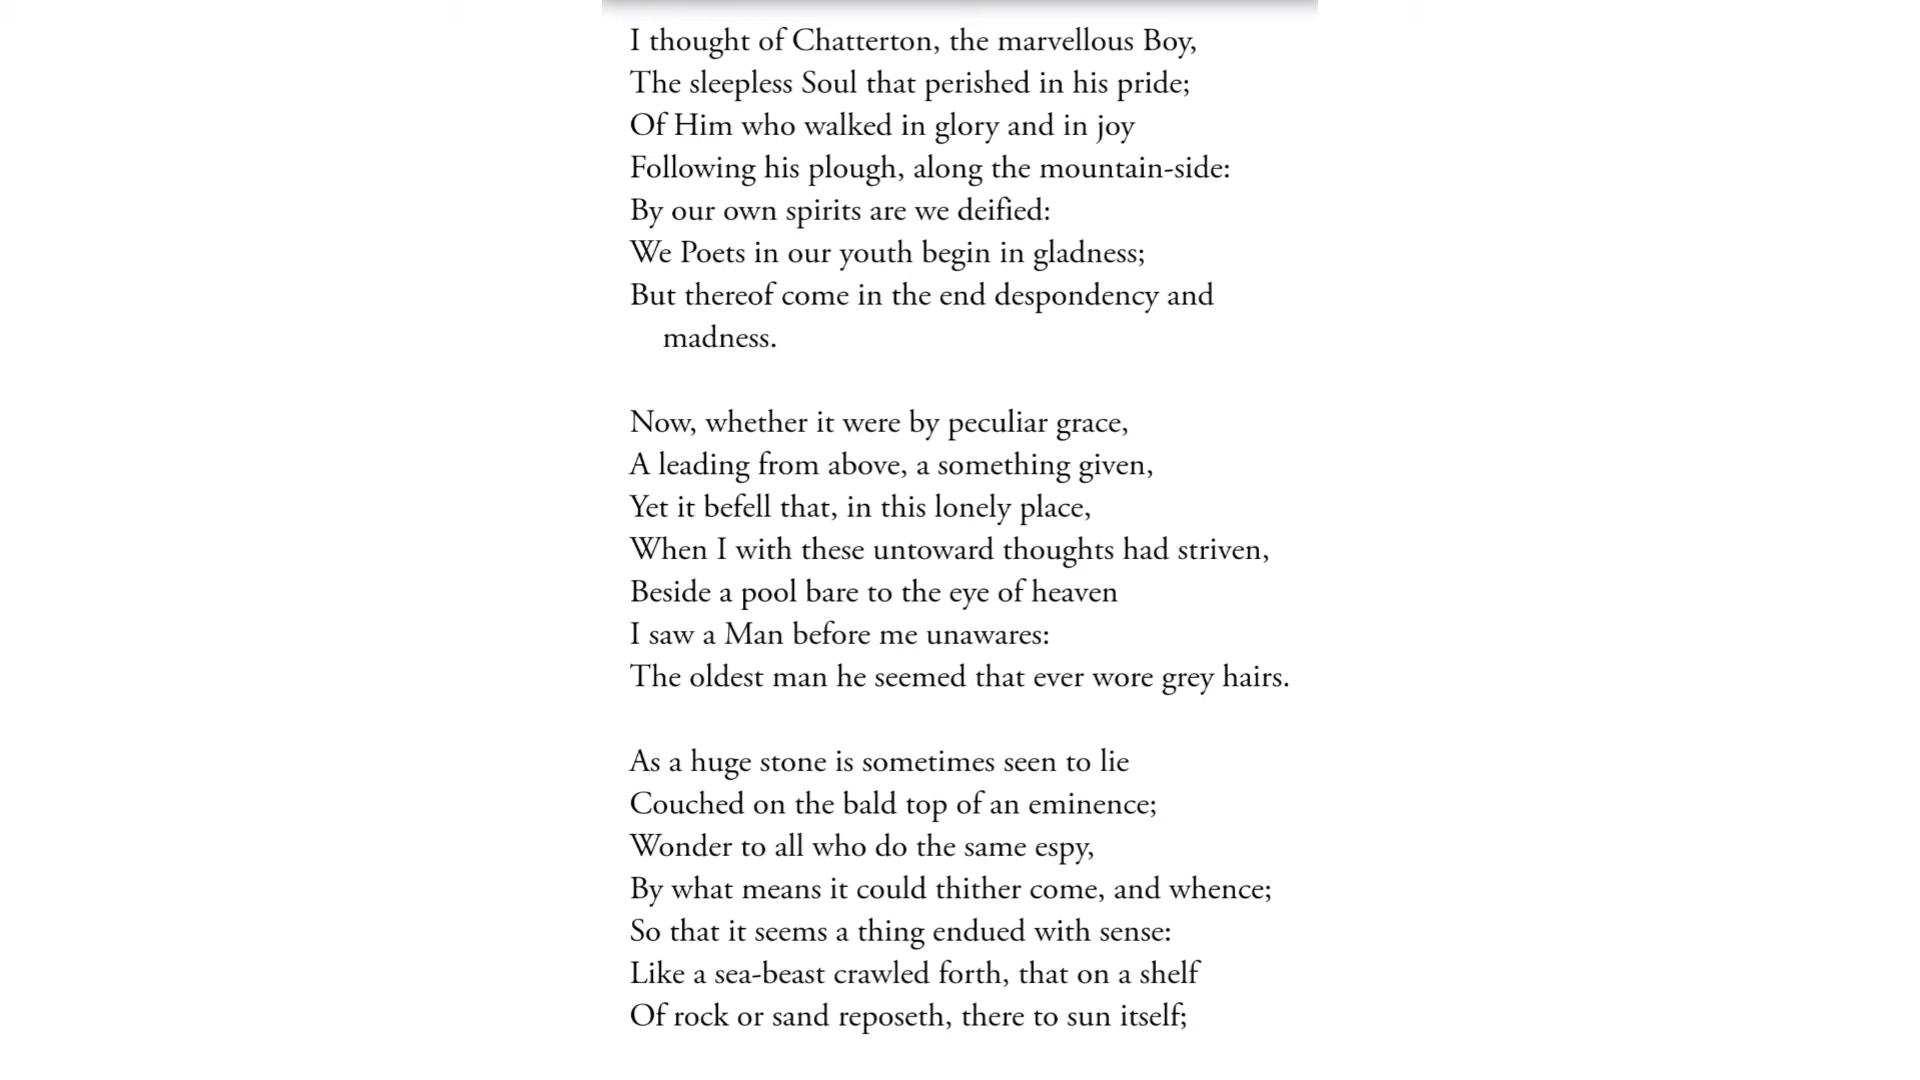 I thought of Chatterton, the marvellous Boy,
The sleepless Soul that perished in his pride;
Of Him who walked in glory and in joy
Following his plough, along the mountain-side:
By our own spirits are we deified:
We Poets in our youth begin in gladness;
But thereof come in the end despondency and
madness.
Now, whether it were by peculiar grace,
A leading from above, a something given,
Yet it befell that, in this lonely place,
When I with these untoward thoughts had striven,
Beside a pool bare to the eye of heaven
I saw a Man before me unawares:
The oldest man he seemed that ever wore grey hairs.
As a huge stone is sometimes seen to lie
Couched on the bald top of an eminence;
Wonder to all who do the same espy,
By what means it could thither come, and whence;
So that it seems a thing endued with sense:
Like a sea-beast crawled forth, that on a shelf
Of rock or sand reposeth, there to sun itself;